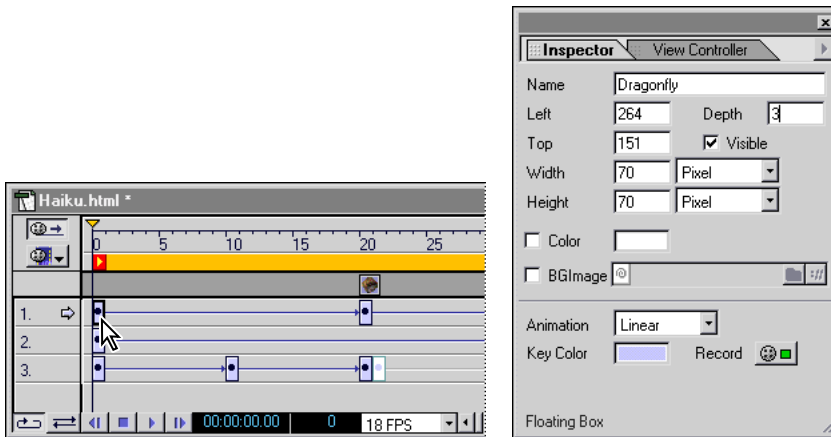 Haiku.html *
0 5 10 15 20 25
1.
2.
3.
00:00:00.00 0 18 FPS
Inspector View Controller
Name Dragonfly
Left 264 Depth 3
Top 151 Visible
Width 70 Pixel
Height 70 Pixel
Color
BGImage
Animation Linear
Key Color Record
Floating Box